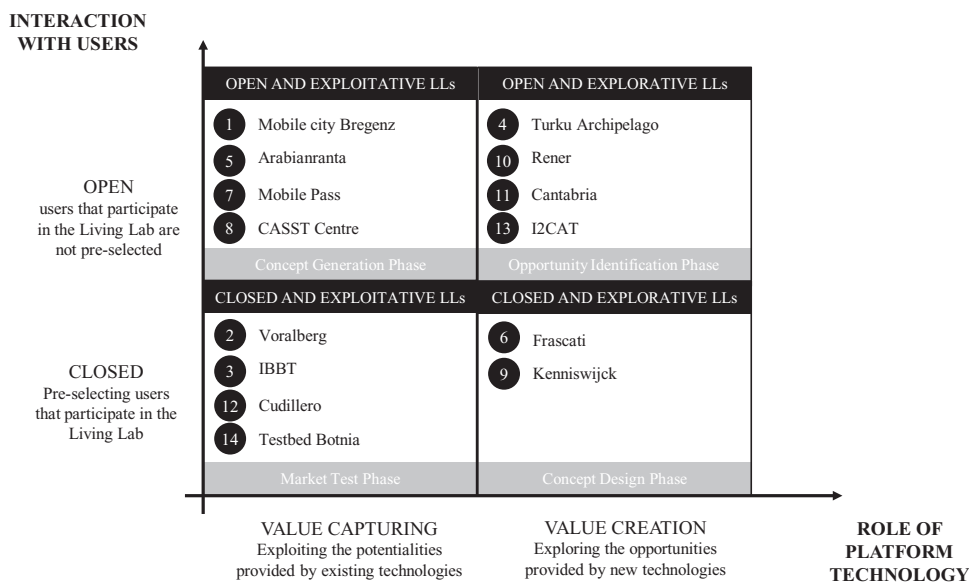 INTERACTION
WITH USERS
OPEN AND EXPLOITATIVE LLs
1 Mobile city Bregenz
5 Arabianranta
7 Mobile Pass
8 CASST Centre
Concept Generation Phase
OPEN AND EXPLORATIVE LLs
4 Turku Archipelago
10 Rener
11 Cantabria
13 I2CAT
Opportunity Identification Phase
OPEN
users that participate
in the Living Lab are
not pre-selected
CLOSED AND EXPLOITATIVE LLs
2 Voralberg
3 IBBT
12 Cudillero
14 Testbed Botnia
Market Test Phase
CLOSED AND EXPLORATIVE LLs
6 Frascati
9 Kenniswijck
Concept Design Phase
CLOSED
Pre-selecting users
that participate in the
Living Lab
VALUE CAPTURING
Exploiting the potentialities
provided by existing technologies
VALUE CREATION
Exploring the opportunities
provided by new technologies
ROLE OF
PLATFORM
TECHNOLOGY